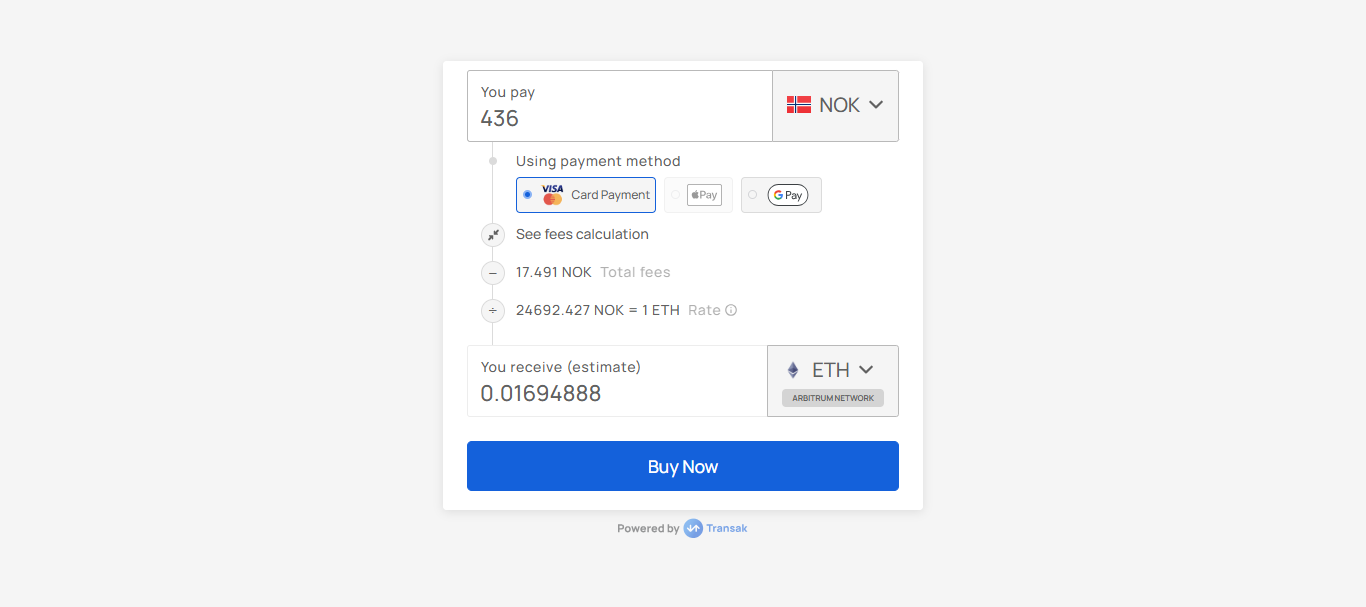 You pay
436
NOK
Using payment method
VISA Card Payment
Pay
G Pay
See fees calculation
− 17.491 NOK Total fees
÷ 24692.427 NOK = 1 ETH Rate
You receive (estimate)
0.01694888
ETH
ARBITRUM NETWORK
Buy Now
Powered by Transak